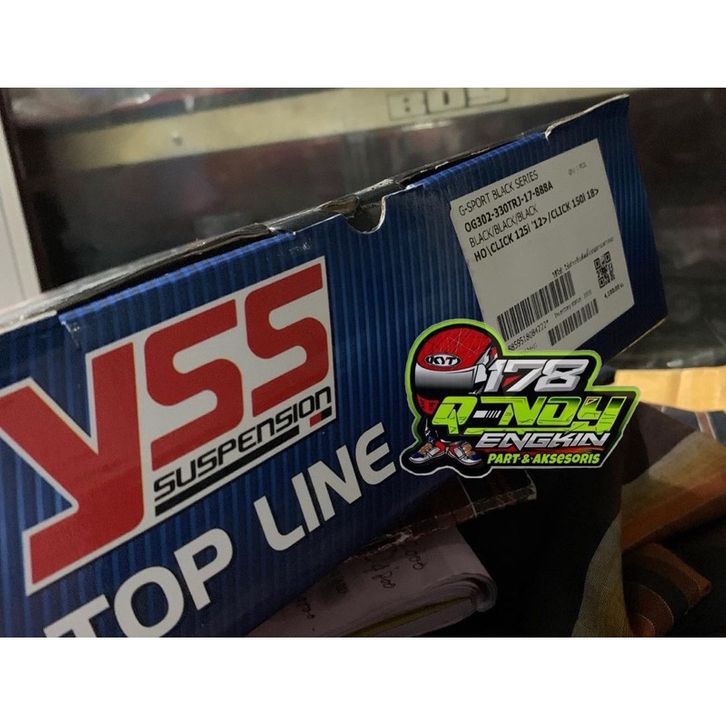 YSS
SUSPENSION
TOP LINE
G-SPORT BLACK SERIES
OG302-330TRJ-17-888A
BLACK/BLACK/BLACK
HO\CLICK 125i '12>/CLICK 150i 18>
KYT
178
Q-NOY
ENGKIN
PART & AKSESORIS